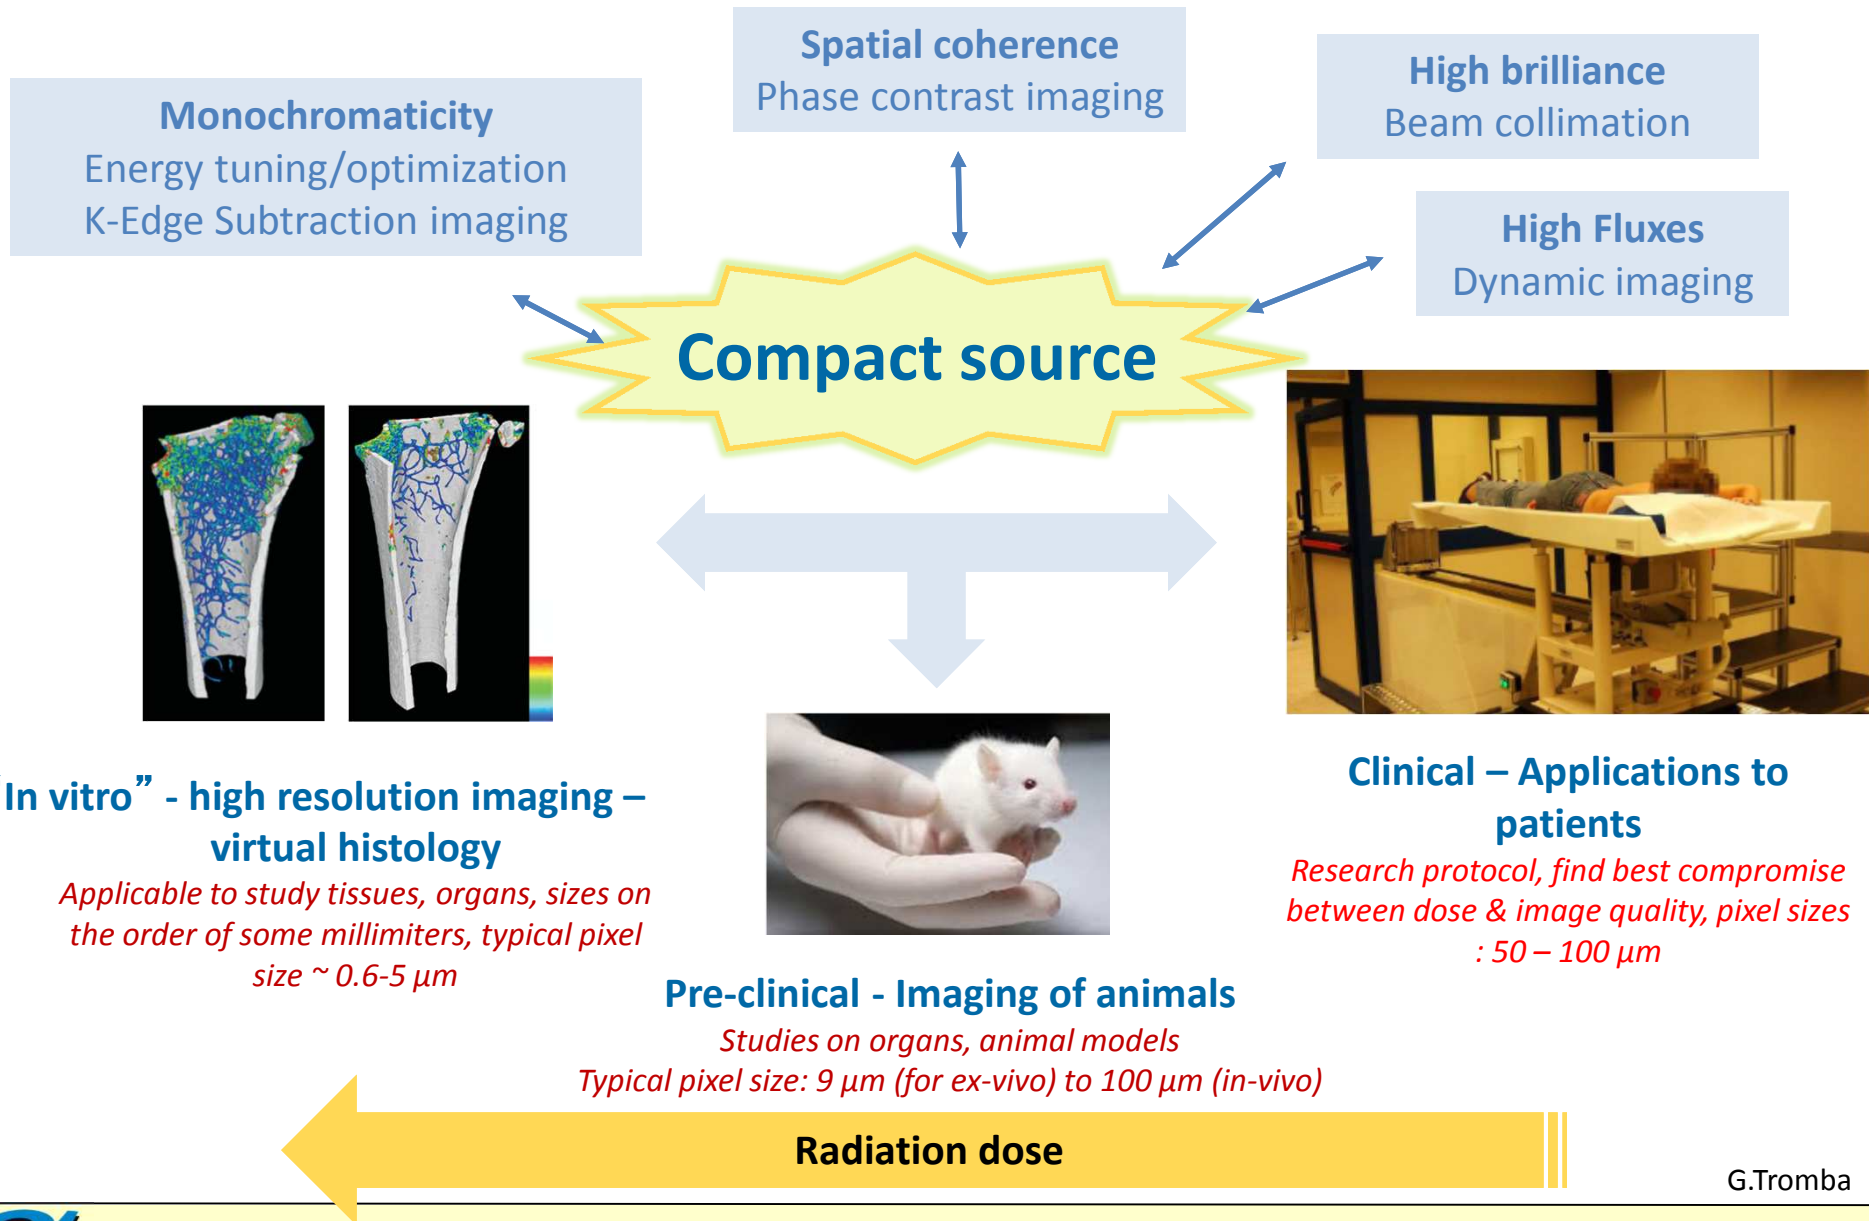 Spatial coherence
Phase contrast imaging
High brilliance
Beam collimation
Monochromaticity
Energy tuning/optimization
K-Edge Subtraction imaging
High Fluxes
Dynamic imaging
Compact source
In vitro” - high resolution imaging –
virtual histology
Applicable to study tissues, organs, sizes on
the order of some millimiters, typical pixel
size ~ 0.6-5 μm
Pre-clinical - Imaging of animals
Studies on organs, animal models
Typical pixel size: 9 μm (for ex-vivo) to 100 μm (in-vivo)
Clinical – Applications to
patients
Research protocol, find best compromise
between dose & image quality, pixel sizes
: 50 – 100 μm
Radiation dose
G.Tromba